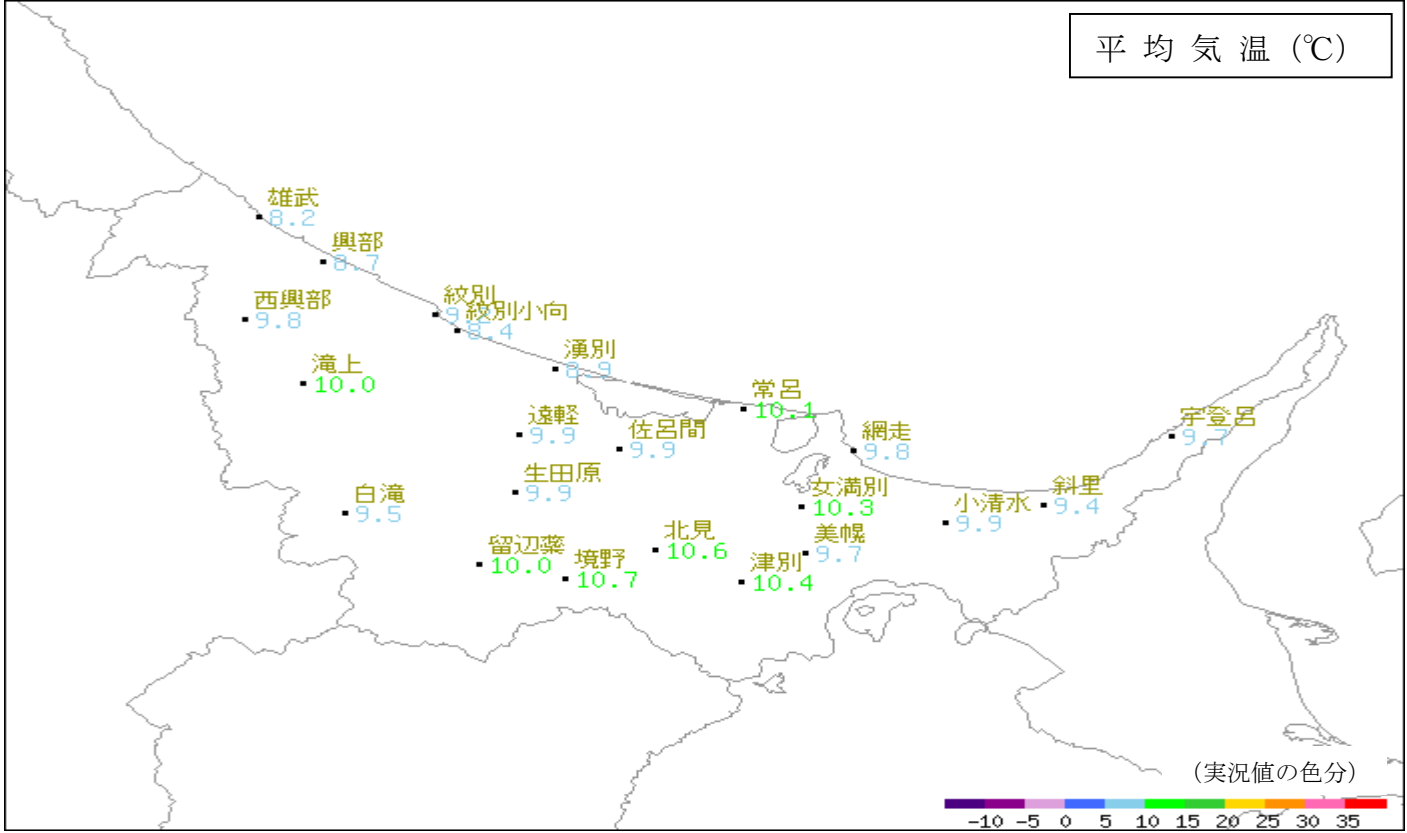 平均気温(℃)
雄武
8.2
興部
8.7
西興部
9.8
紋別
紋別小向
8.4
滝上
10.0
湧別
8.9
常呂
10.1
遠軽
9.9
佐呂間
9.9
網走
9.8
宇登呂
9.7
生田原
9.9
白滝
9.5
女満別
10.3
小清水
9.9
斜里
9.4
留辺蘂
10.0
境野
10.7
北見
10.6
美幌
9.7
津別
10.4
(実況値の色分)
-10 -5 0 5 10 15 20 25 30 35